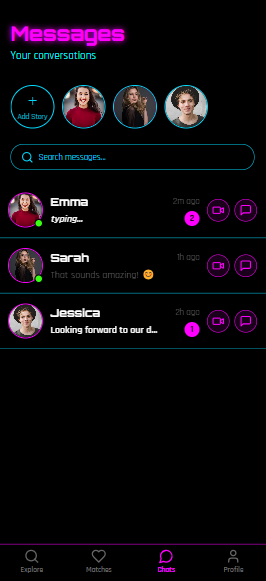 Messages
Your conversations
Add Story
Search messages...
Emma
2m ago
typing...
2
Sarah
1h ago
That sounds amazing! 😊
Jessica
2h ago
Looking forward to our d...
1
Explore
Matches
Chats
Profile